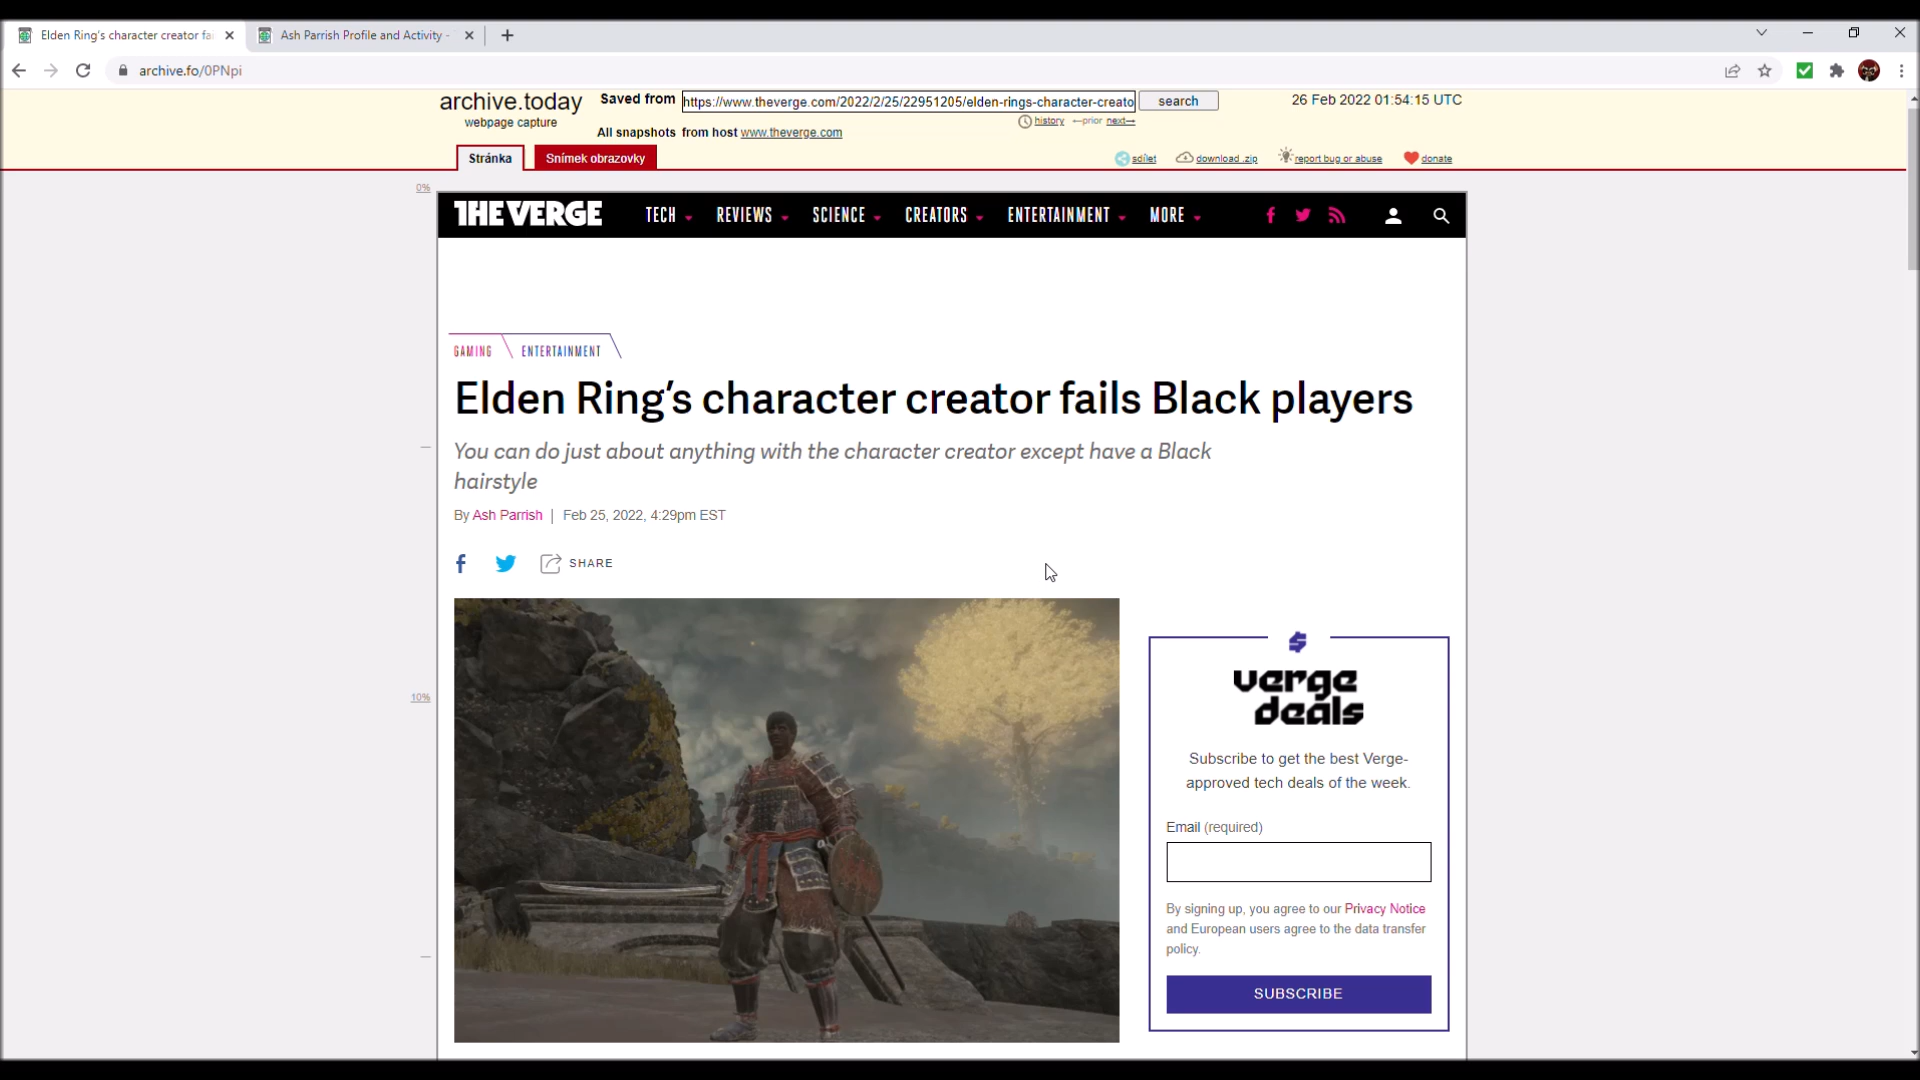 Elden Ring's character creator fai
Ash Parrish Profile and Activity -
archive.fo/0PNpi
archive.today
webpage capture
Saved from
https://www.theverge.com/2022/2/25/22951205/elden-rings-character-creato
search
26 Feb 2022 01:54:15 UTC
history ←prior next→
All snapshots from host www.theverge.com
Stránka
Snímek obrazovky
sdílet
download .zip
report bug or abuse
donate
0%
THE VERGE
TECH
REVIEWS
SCIENCE
CREATORS
ENTERTAINMENT
MORE
GAMING
ENTERTAINMENT
Elden Ring's character creator fails Black players
You can do just about anything with the character creator except have a Black
hairstyle
By Ash Parrish | Feb 25, 2022, 4:29pm EST
SHARE
10%
verge
deals
Subscribe to get the best Verge-
approved tech deals of the week.
Email (required)
By signing up, you agree to our Privacy Notice
and European users agree to the data transfer
policy.
SUBSCRIBE